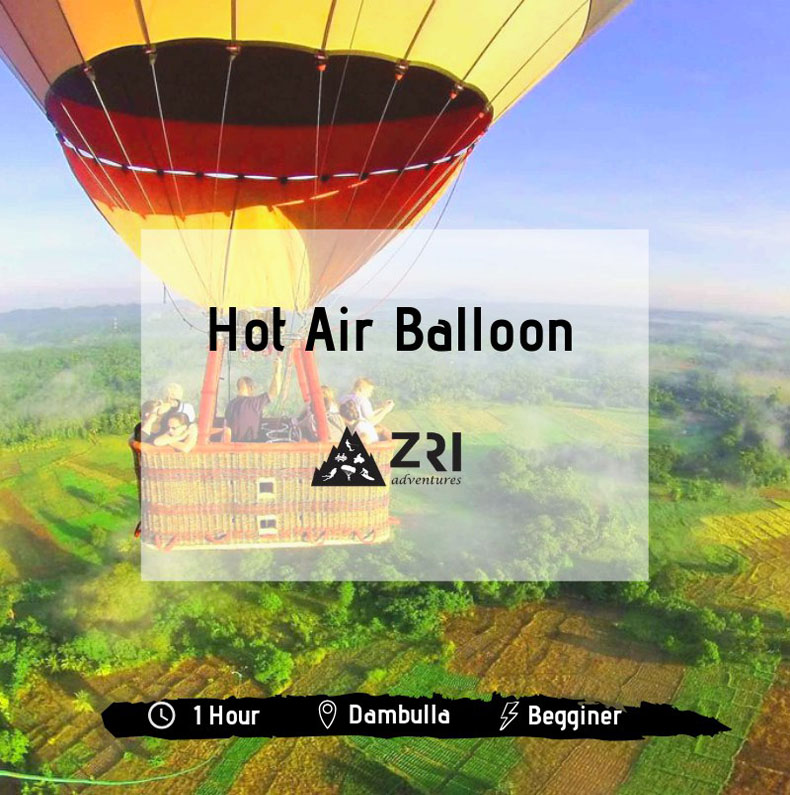 Hot Air Balloon
ZRI
adventures
1 Hour
Dambulla
Begginer